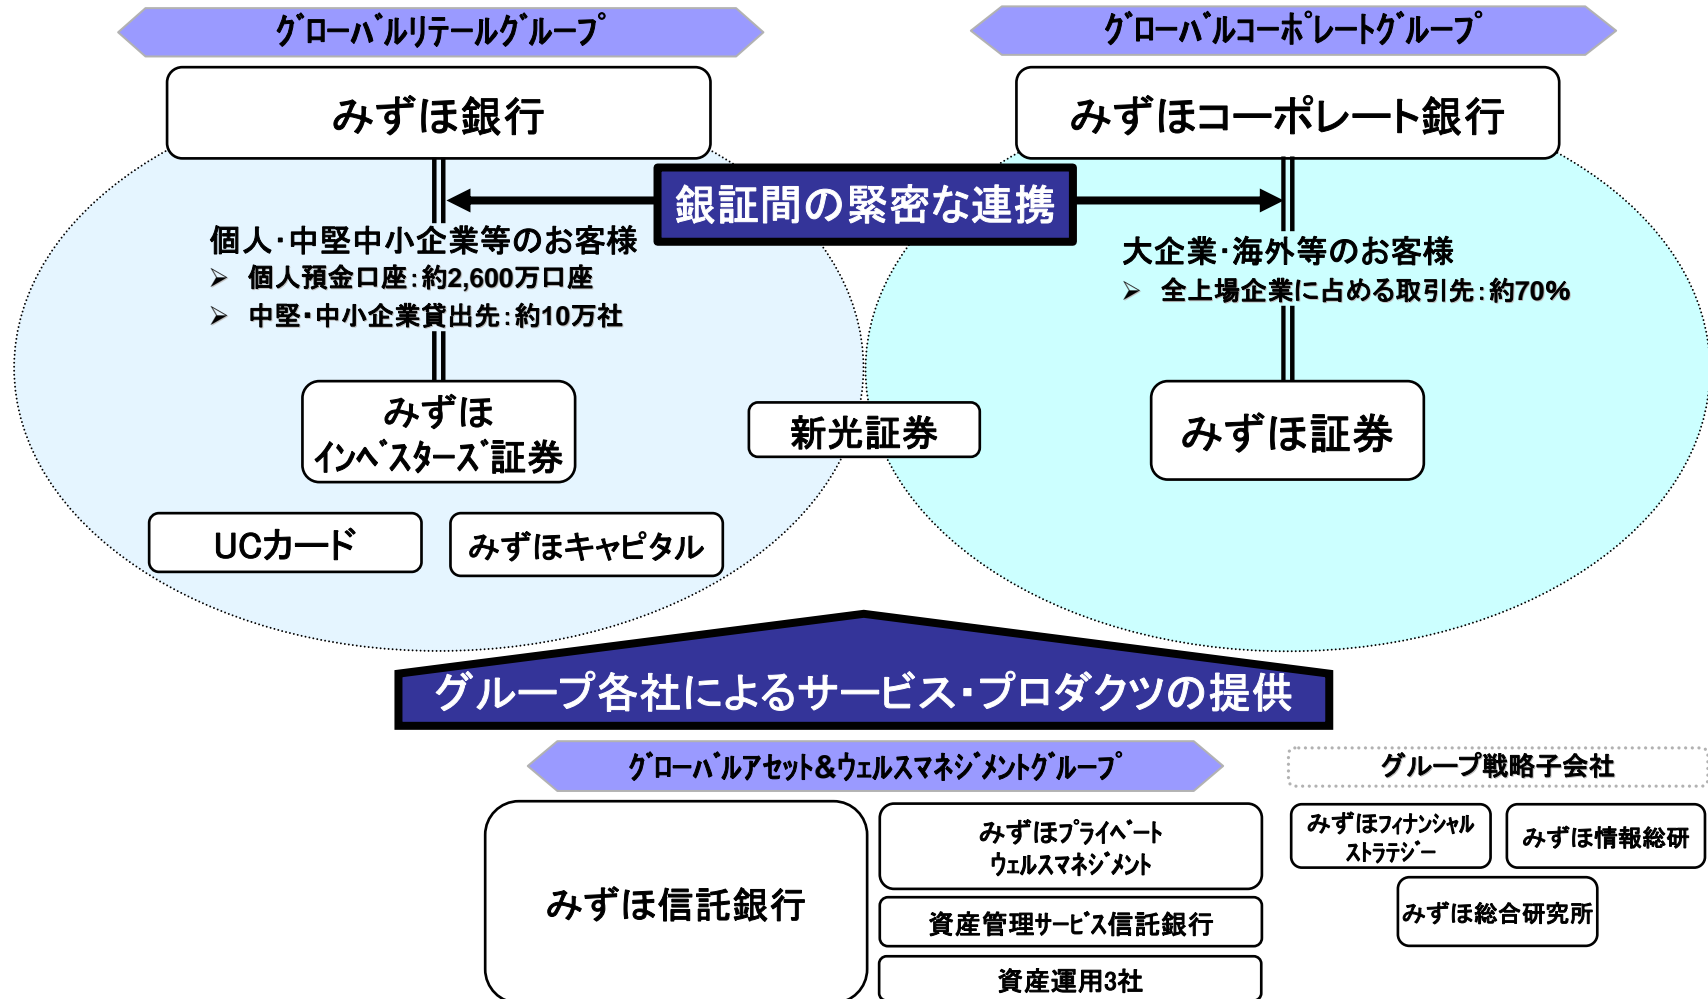 グローバルリテールグループ
グローバルコーポレートグループ
みずほ銀行
みずほコーポレート銀行
銀証間の緊密な連携
個人・中堅中小企業等のお客様
➢ 個人預金口座：約2,600万口座
➢ 中堅・中小企業貸出先：約10万社
大企業・海外等のお客様
➢ 全上場企業に占める取引先：約70%
みずほ
インベスターズ証券
新光証券
みずほ証券
UCカード
みずほキャピタル
グループ各社によるサービス・プロダクツの提供
グローバルアセット&ウェルスマネジメントグループ
グループ戦略子会社
みずほ信託銀行
みずほプライベート
ウェルスマネジメント
資産管理サービス信託銀行
資産運用3社
みずほフィナンシャル
ストラテジー
みずほ情報総研
みずほ総合研究所